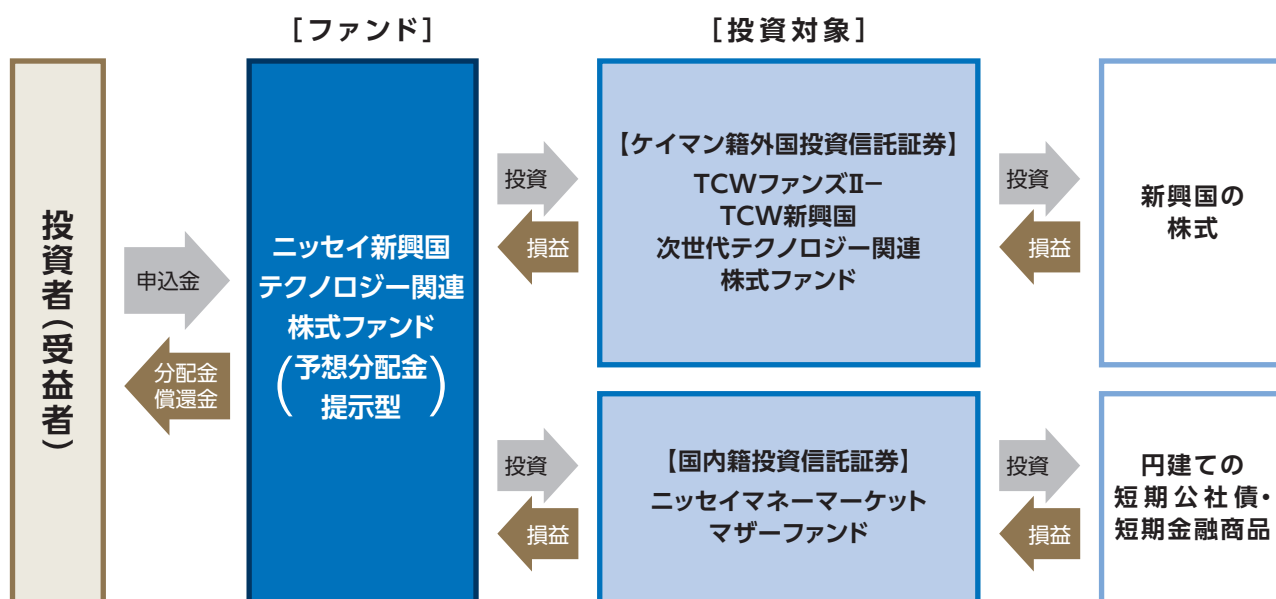 ［ファンド］
［投資対象］
投資者（受益者）
申込金
分配金
償還金
ニッセイ新興国
テクノロジー関連
株式ファンド
（予想分配金
提示型）
投資
損益
【ケイマン籍外国投資信託証券】
TCWファンズⅡー
TCW新興国
次世代テクノロジー関連
株式ファンド
投資
損益
新興国の
株式
投資
損益
【国内籍投資信託証券】
ニッセイマネーマーケット
マザーファンド
投資
損益
円建ての
短期公社債・
短期金融商品